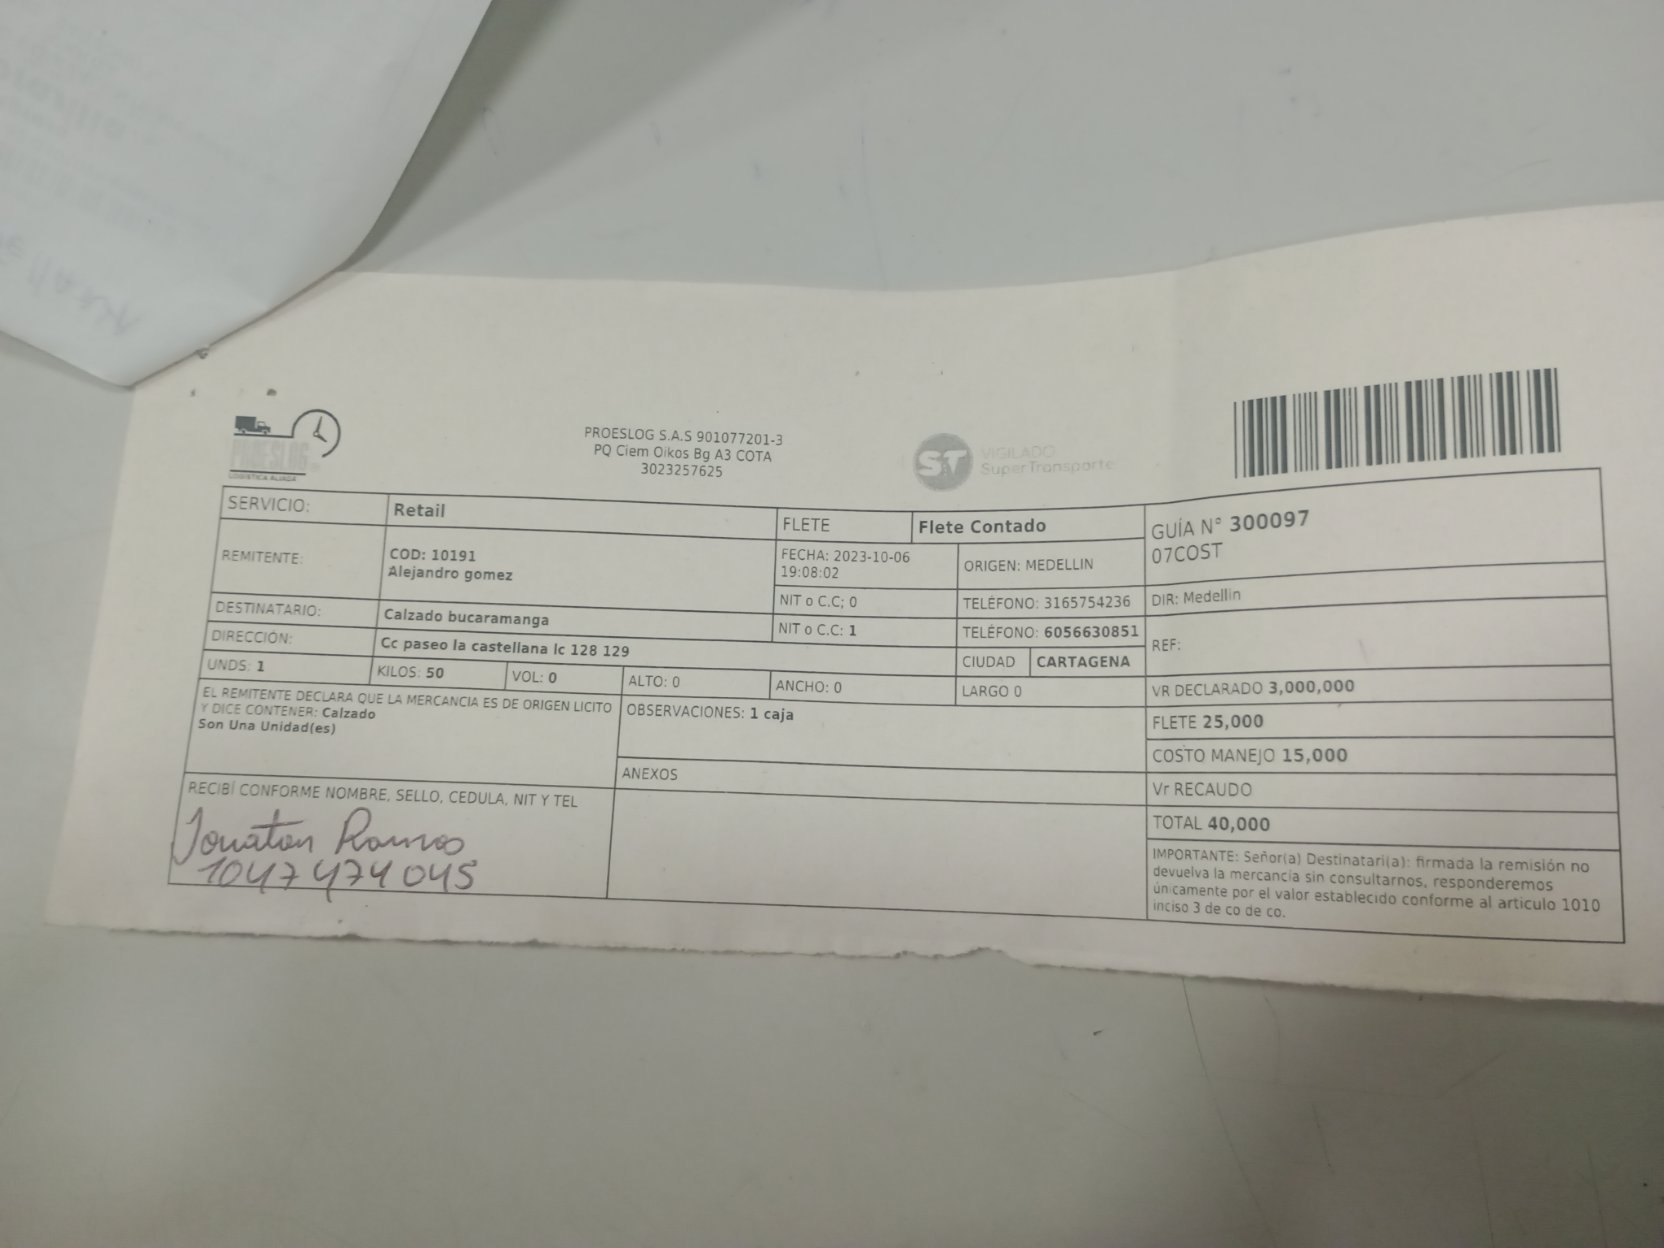 PROESLOG
LOGISTICA ALIADA
PROESLOG S.A.S 901077201-3
PQ Ciem Oikos Bg A3 COTA
3023257625
ST VIGILADO
SuperTransporte
SERVICIO: Retail FLETE Flete Contado
GUÍA N° 300097
07COST
REMITENTE: COD: 10191
Alejandro gomez
FECHA: 2023-10-06
19:08:02
ORIGEN: MEDELLIN
NIT o C.C; 0 TELÉFONO: 3165754236 DIR: Medellin
DESTINATARIO: Calzado bucaramanga NIT o C.C: 1 TELÉFONO: 6056630851
REF:
DIRECCIÓN: Cc paseo la castellana lc 128 129 CIUDAD CARTAGENA
UNDS: 1 KILOS: 50 VOL: 0 ALTO: 0 ANCHO: 0 LARGO 0 VR DECLARADO 3,000,000
EL REMITENTE DECLARA QUE LA MERCANCIA ES DE ORIGEN LICITO
Y DICE CONTENER: Calzado
Son Una Unidad(es)
OBSERVACIONES: 1 caja
FLETE 25,000
COSTO MANEJO 15,000
ANEXOS
Vr RECAUDO
RECIBÍ CONFORME NOMBRE, SELLO, CEDULA, NIT Y TEL
TOTAL 40,000
Jonatan Ramos
1047474045
IMPORTANTE: Señor(a) Destinatari(a): firmada la remisión no
devuelva la mercancia sin consultarnos, responderemos
únicamente por el valor establecido conforme al articulo 1010
inciso 3 de co de co.